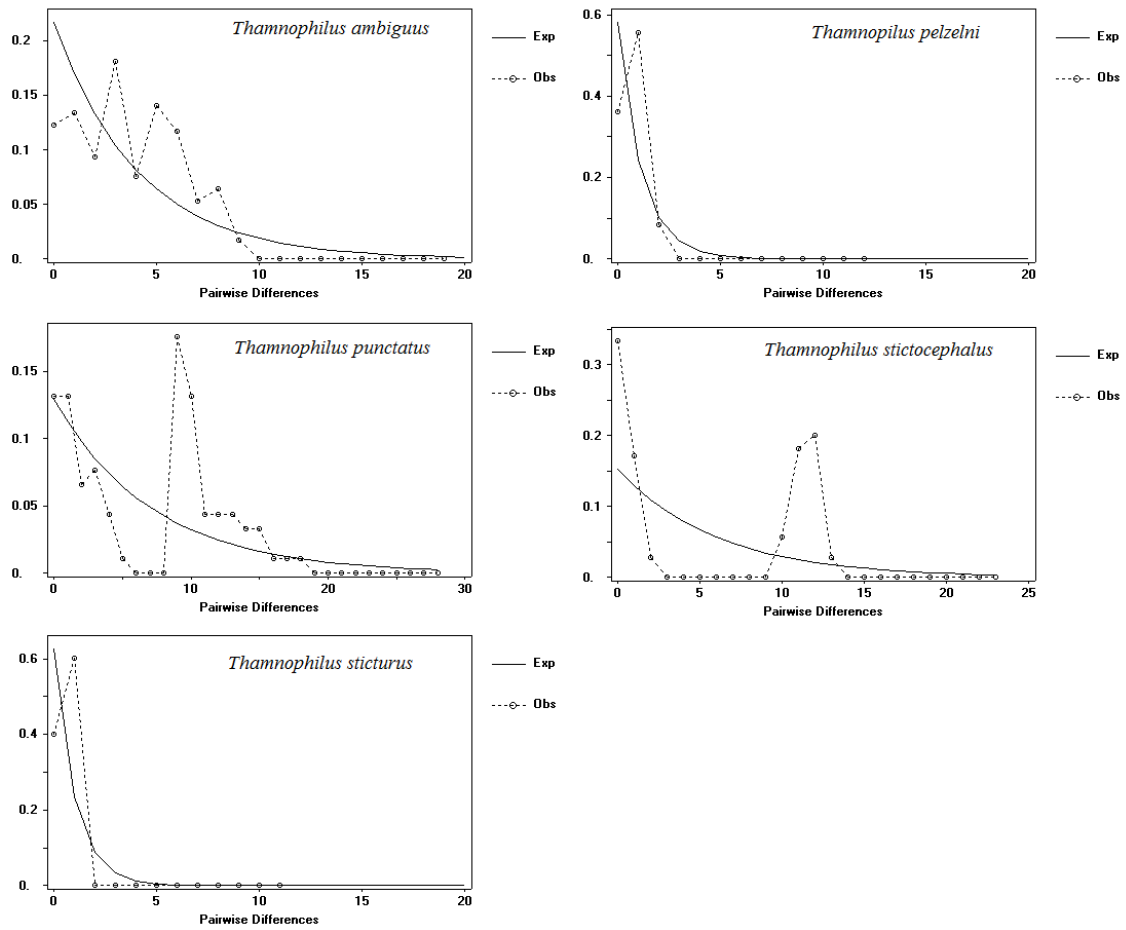 Thamnophilus ambiguus
Exp
Obs
0.2
0.15
0.1
0.05
0.
0 5 10 15 20
Pairwise Differences
Thamnopilus pelzelni
Exp
Obs
0.6
0.4
0.2
0.
0 5 10 15 20
Pairwise Differences
Thamnophilus punctatus
Exp
Obs
0.15
0.1
0.05
0.
0 10 20 30
Pairwise Differences
Thamnophilus stictocephalus
Exp
Obs
0.3
0.2
0.1
0.
0 5 10 15 20 25
Pairwise Differences
Thamnophilus sticturus
Exp
Obs
0.6
0.4
0.2
0.
0 5 10 15 20
Pairwise Differences